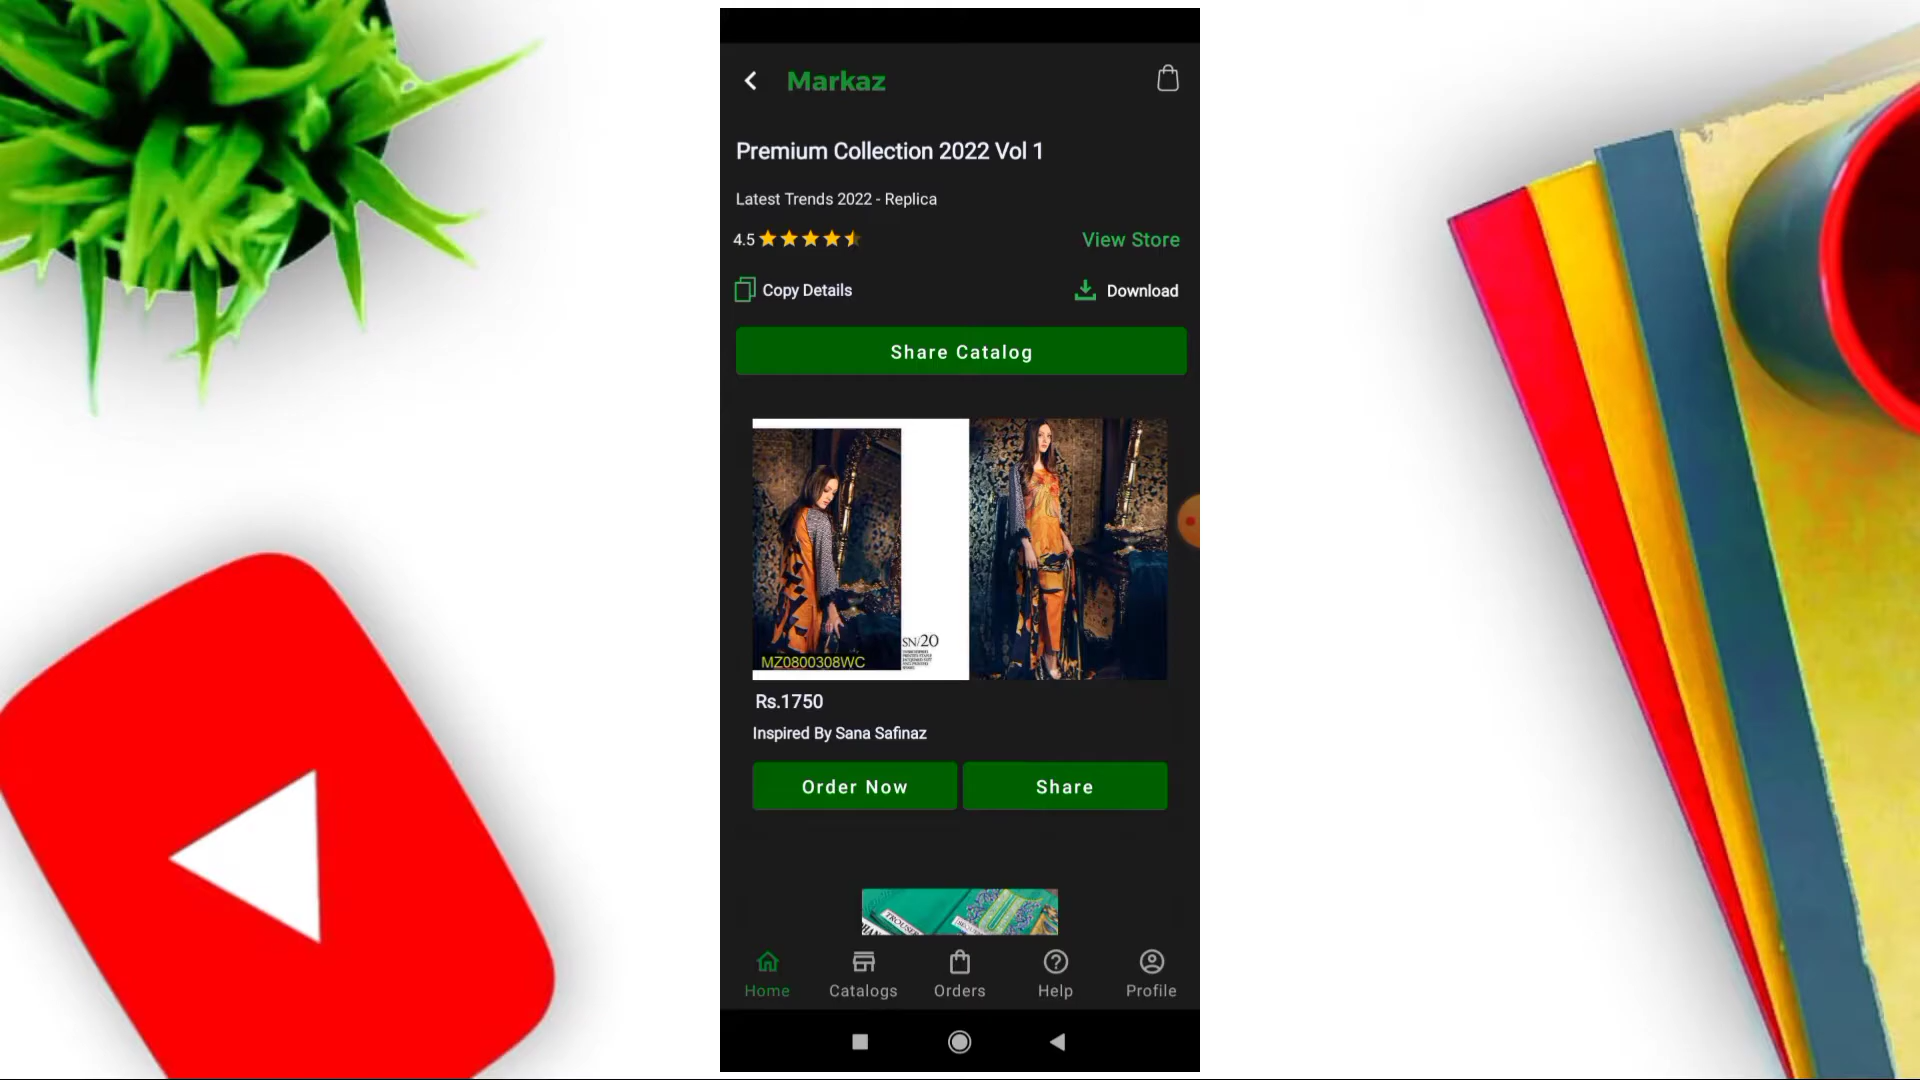 Markaz
Premium Collection 2022 Vol 1
Latest Trends 2022 - Replica
4.5
View Store
Copy Details
Download
Share Catalog
SN/20
MZ0800308WC
Rs.1750
Inspired By Sana Safinaz
Order Now
Share
Home
Catalogs
Orders
Help
Profile